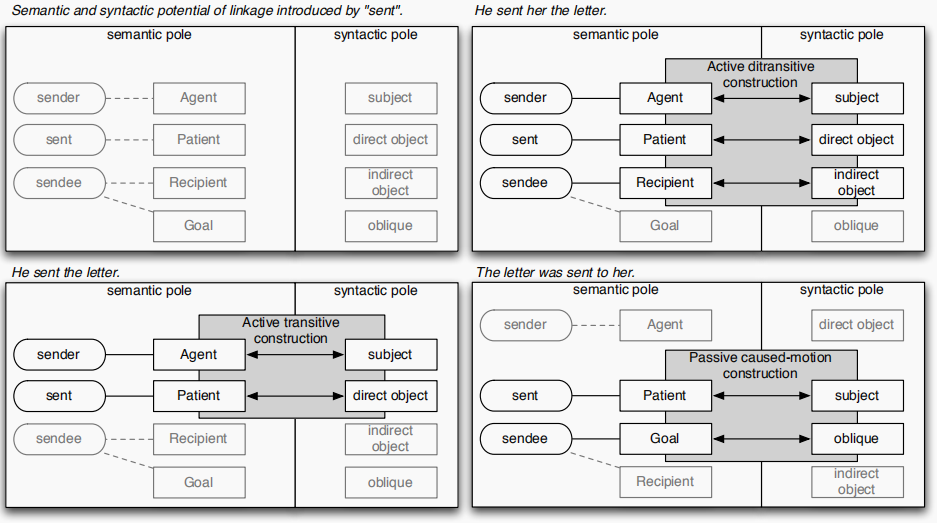 Semantic and syntactic potential of linkage introduced by "sent".
semantic pole
syntactic pole
sender
Agent
subject
sent
Patient
direct object
sendee
Recipient
indirect
object
Goal
oblique
He sent her the letter.
semantic pole
syntactic pole
Active ditransitive
construction
sender
Agent
subject
sent
Patient
direct object
sendee
Recipient
indirect
object
Goal
oblique
He sent the letter.
semantic pole
syntactic pole
Active transitive
construction
sender
Agent
subject
sent
Patient
direct object
sendee
Recipient
indirect
object
Goal
oblique
The letter was sent to her.
semantic pole
syntactic pole
sender
Agent
direct object
Passive caused-motion
construction
sent
Patient
subject
sendee
Goal
oblique
Recipient
indirect
object